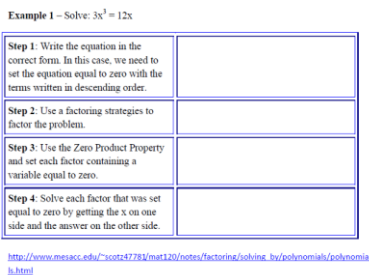 Example 1 – Solve: 3x³ = 12x
Step 1: Write the equation in the
correct form. In this case, we need to
set the equation equal to zero with the
terms written in descending order.
Step 2: Use a factoring strategies to
factor the problem.
Step 3: Use the Zero Product Property
and set each factor containing a
variable equal to zero.
Step 4: Solve each factor that was set
equal to zero by getting the x on one
side and the answer on the other side.
http://www.mesacc.edu/~scotz47781/mat120/notes/factoring/solving_by/polynomials/polynomia
ls.html